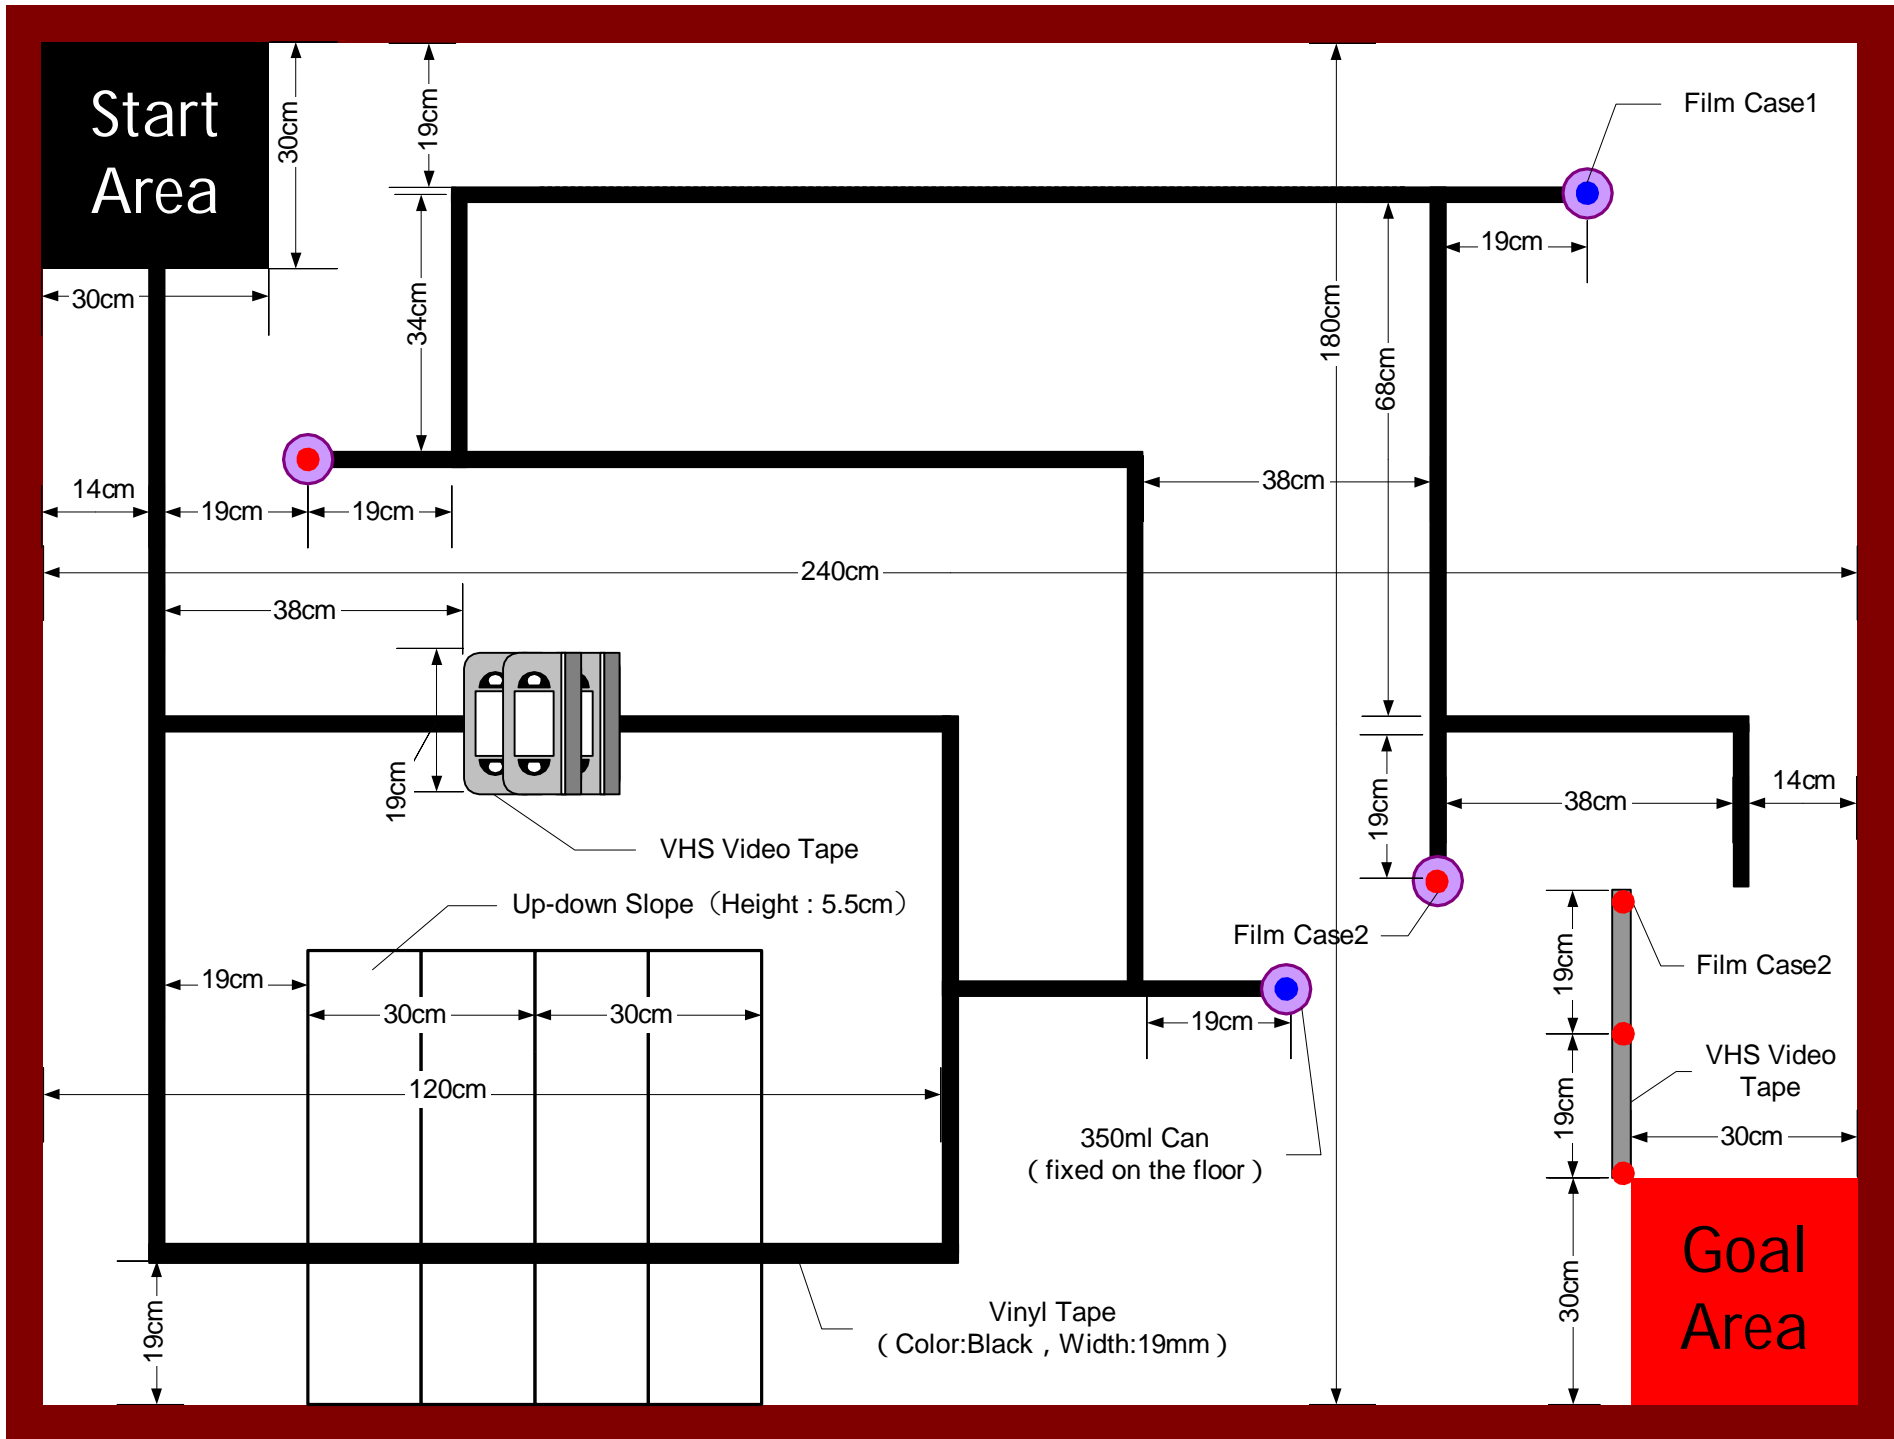 Start
Area
30cm
19cm
Film Case1
19cm
30cm
34cm
180cm
68cm
14cm
19cm
19cm
38cm
240cm
38cm
19cm
19cm
38cm
14cm
VHS Video Tape
Up-down Slope（Height : 5.5cm）
Film Case2
19cm
Film Case2
19cm
30cm
30cm
19cm
VHS Video
Tape
120cm
19cm
30cm
350ml Can
( fixed on the floor )
Goal
Area
30cm
19cm
Vinyl Tape
( Color:Black , Width:19mm )